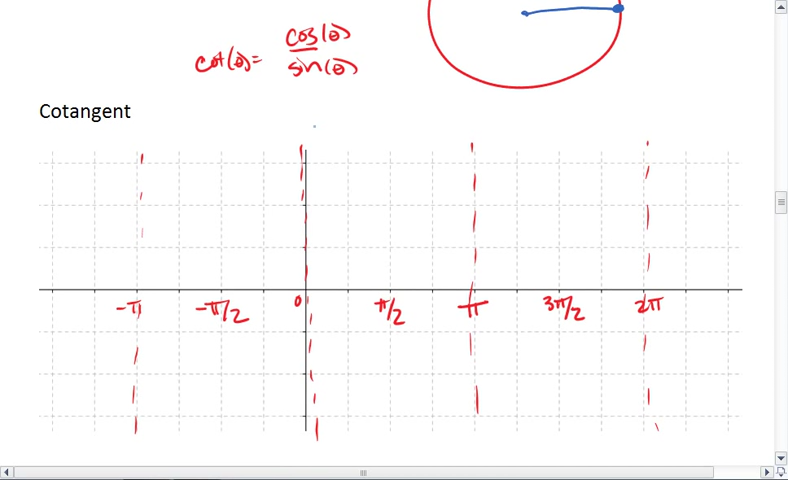 cot(θ)= cos(θ)
sin(θ)
Cotangent
-π -π/2 0 π/2 π 3π/2 2π